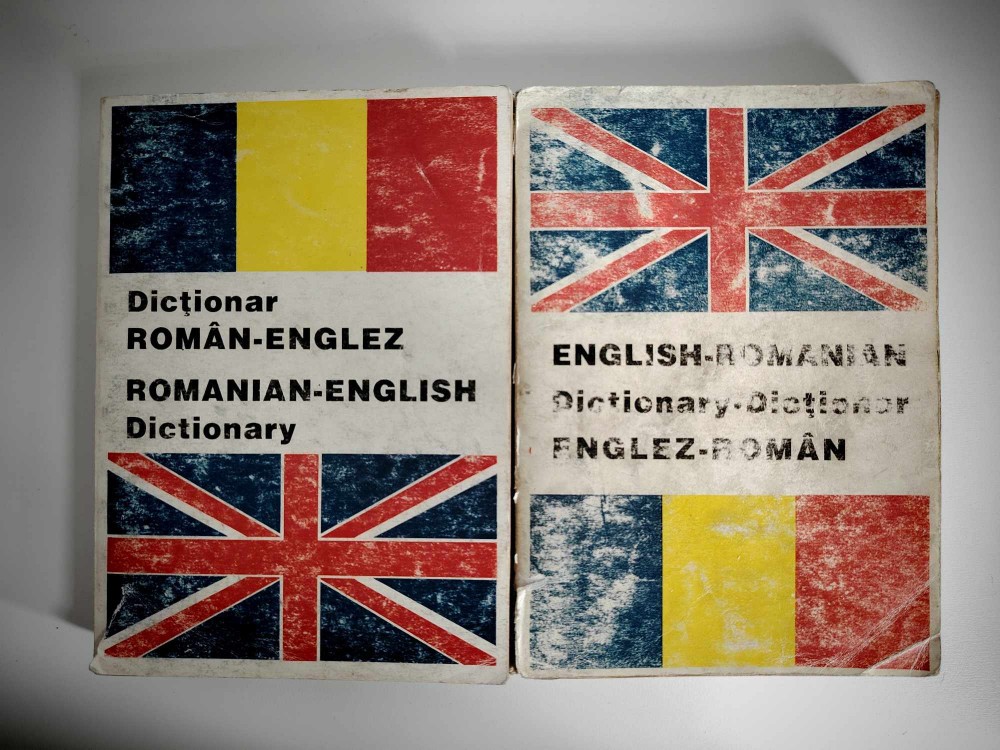 Dicţionar
ROMÂN-ENGLEZ
ROMANIAN-ENGLISH
Dictionary
ENGLISH-ROMANIAN
Dictionary-Dicţionar
ENGLEZ-ROMÂN